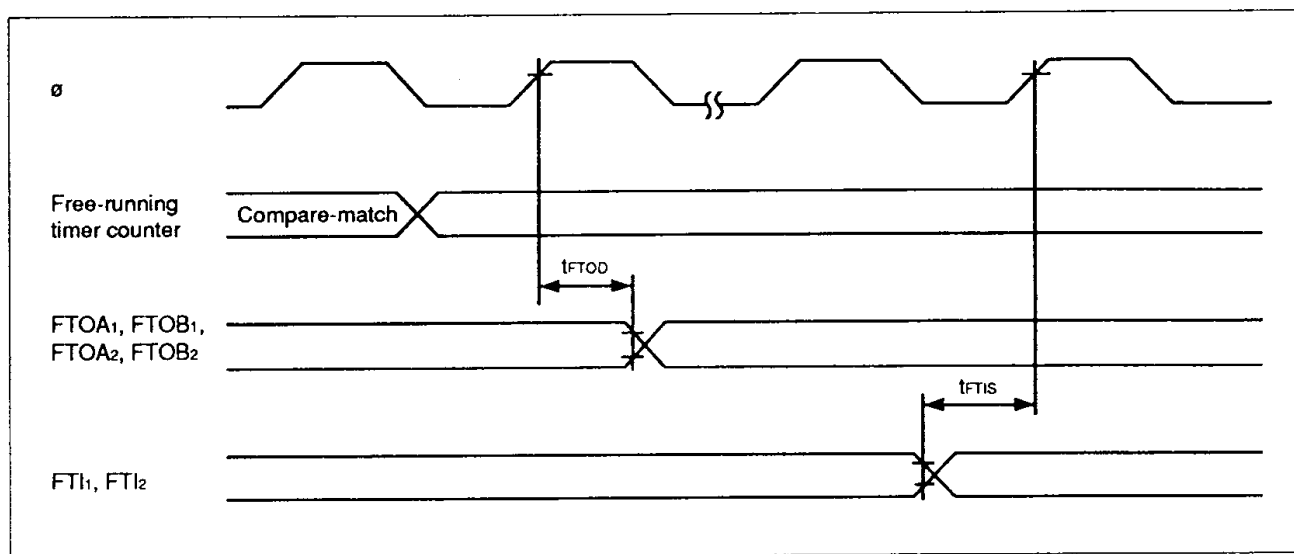 ø
Free-running
timer counter
Compare-match
tFTOD
FTOA1, FTOB1,
FTOA2, FTOB2
tFTIS
FTI1, FTI2